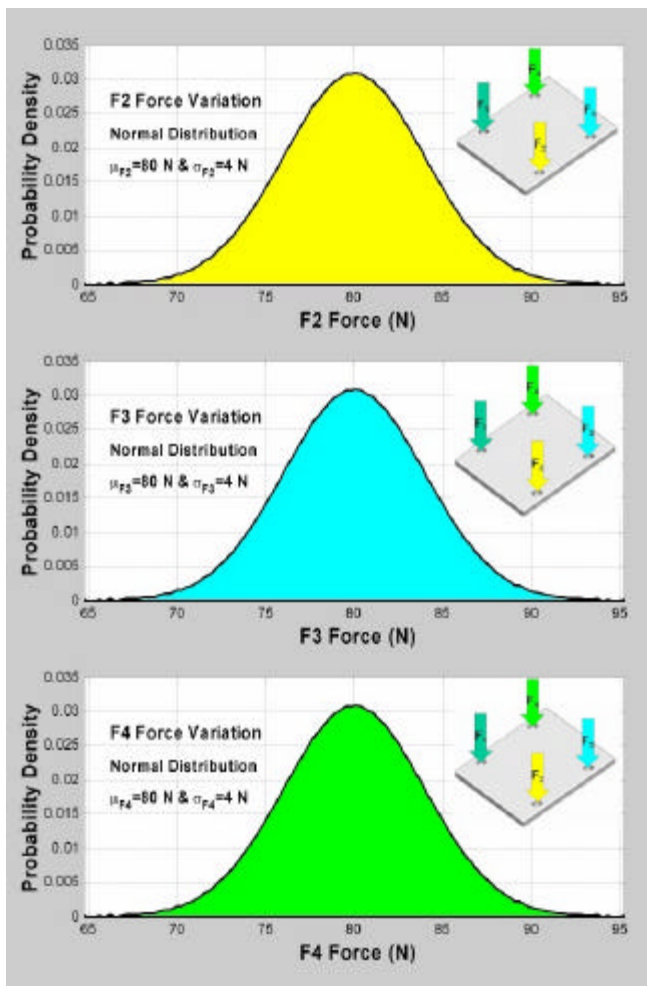 0.035
0.03
0.025
0.02
0.015
0.01
0.005
0
Probability Density
F2 Force Variation
Normal Distribution
μF2=80 N & σF2=4 N
65 70 75 80 85 90 95
F2 Force (N)
0.035
0.03
0.025
0.02
0.015
0.01
0.005
0
Probability Density
F3 Force Variation
Normal Distribution
μF3=80 N & σF3=4 N
65 70 75 80 85 90 95
F3 Force (N)
0.035
0.03
0.025
0.02
0.015
0.01
0.005
0
Probability Density
F4 Force Variation
Normal Distribution
μF4=80 N & σF4=4 N
65 70 75 80 85 90 95
F4 Force (N)